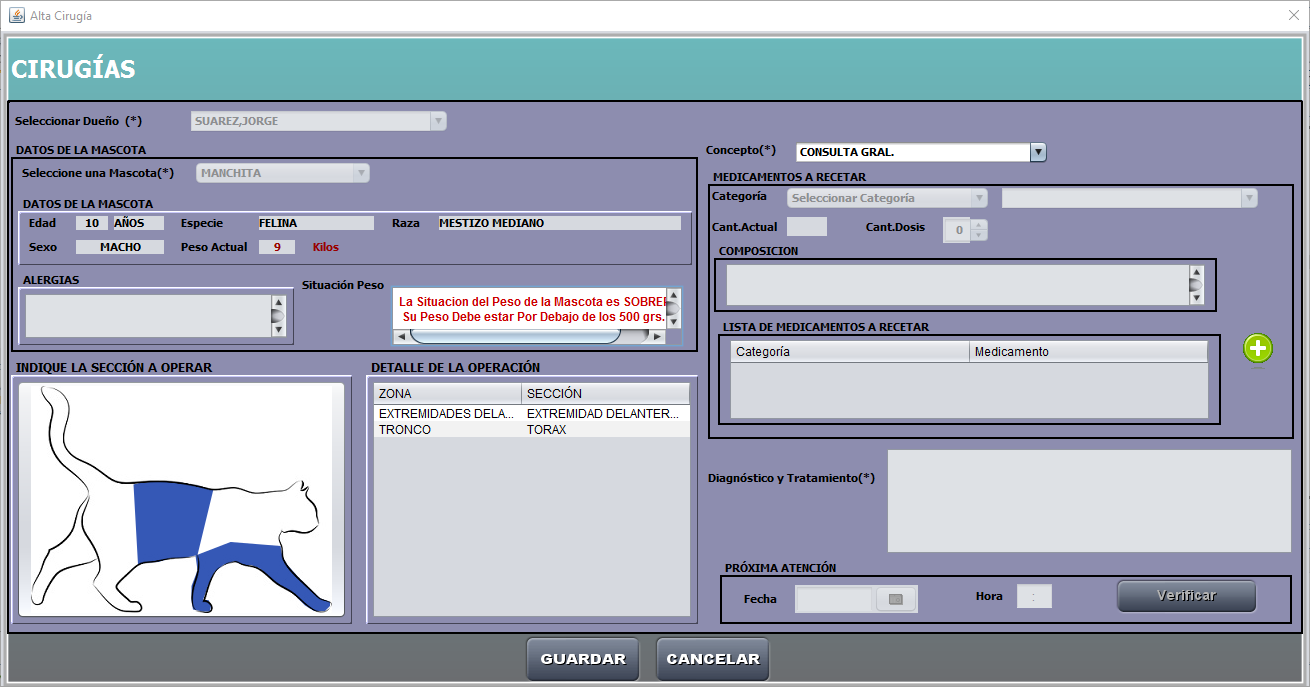 Alta Cirugía
CIRUGÍAS
Seleccionar Dueño (*) SUAREZ,JORGE
DATOS DE LA MASCOTA
Seleccione una Mascota(*) MANCHITA
DATOS DE LA MASCOTA
Edad 10 AÑOS Especie FELINA Raza MESTIZO MEDIANO
Sexo MACHO Peso Actual 9 Kilos
ALERGIAS
Situación Peso
La Situacion del Peso de la Mascota es SOBRE
Su Peso Debe estar Por Debajo de los 500 grs.
INDIQUE LA SECCIÓN A OPERAR
DETALLE DE LA OPERACIÓN
ZONA SECCIÓN
EXTREMIDADES DELA... EXTREMIDAD DELANTER...
TRONCO TORAX
Concepto(*) CONSULTA GRAL.
MEDICAMENTOS A RECETAR
Categoría Seleccionar Categoría
Cant.Actual Cant.Dosis 0
COMPOSICION
LISTA DE MEDICAMENTOS A RECETAR
Categoría Medicamento
Diagnóstico y Tratamiento(*)
PRÓXIMA ATENCIÓN
Fecha Hora : Verificar
GUARDAR CANCELAR